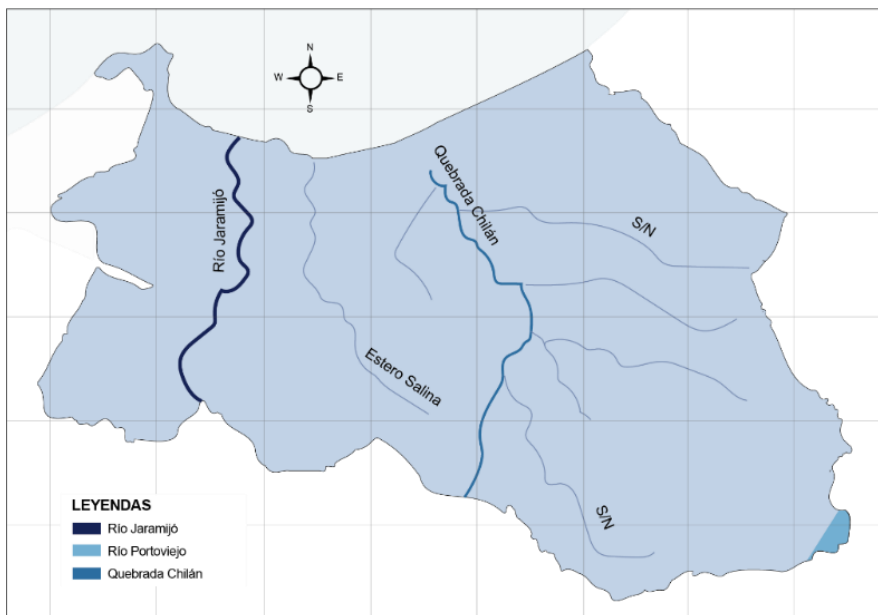 N
W E
S
Quebrada Chilán
Río Jaramijó
S/N
Estero Salina
S/N
LEYENDAS
Río Jaramijó
Río Portoviejo
Quebrada Chilán